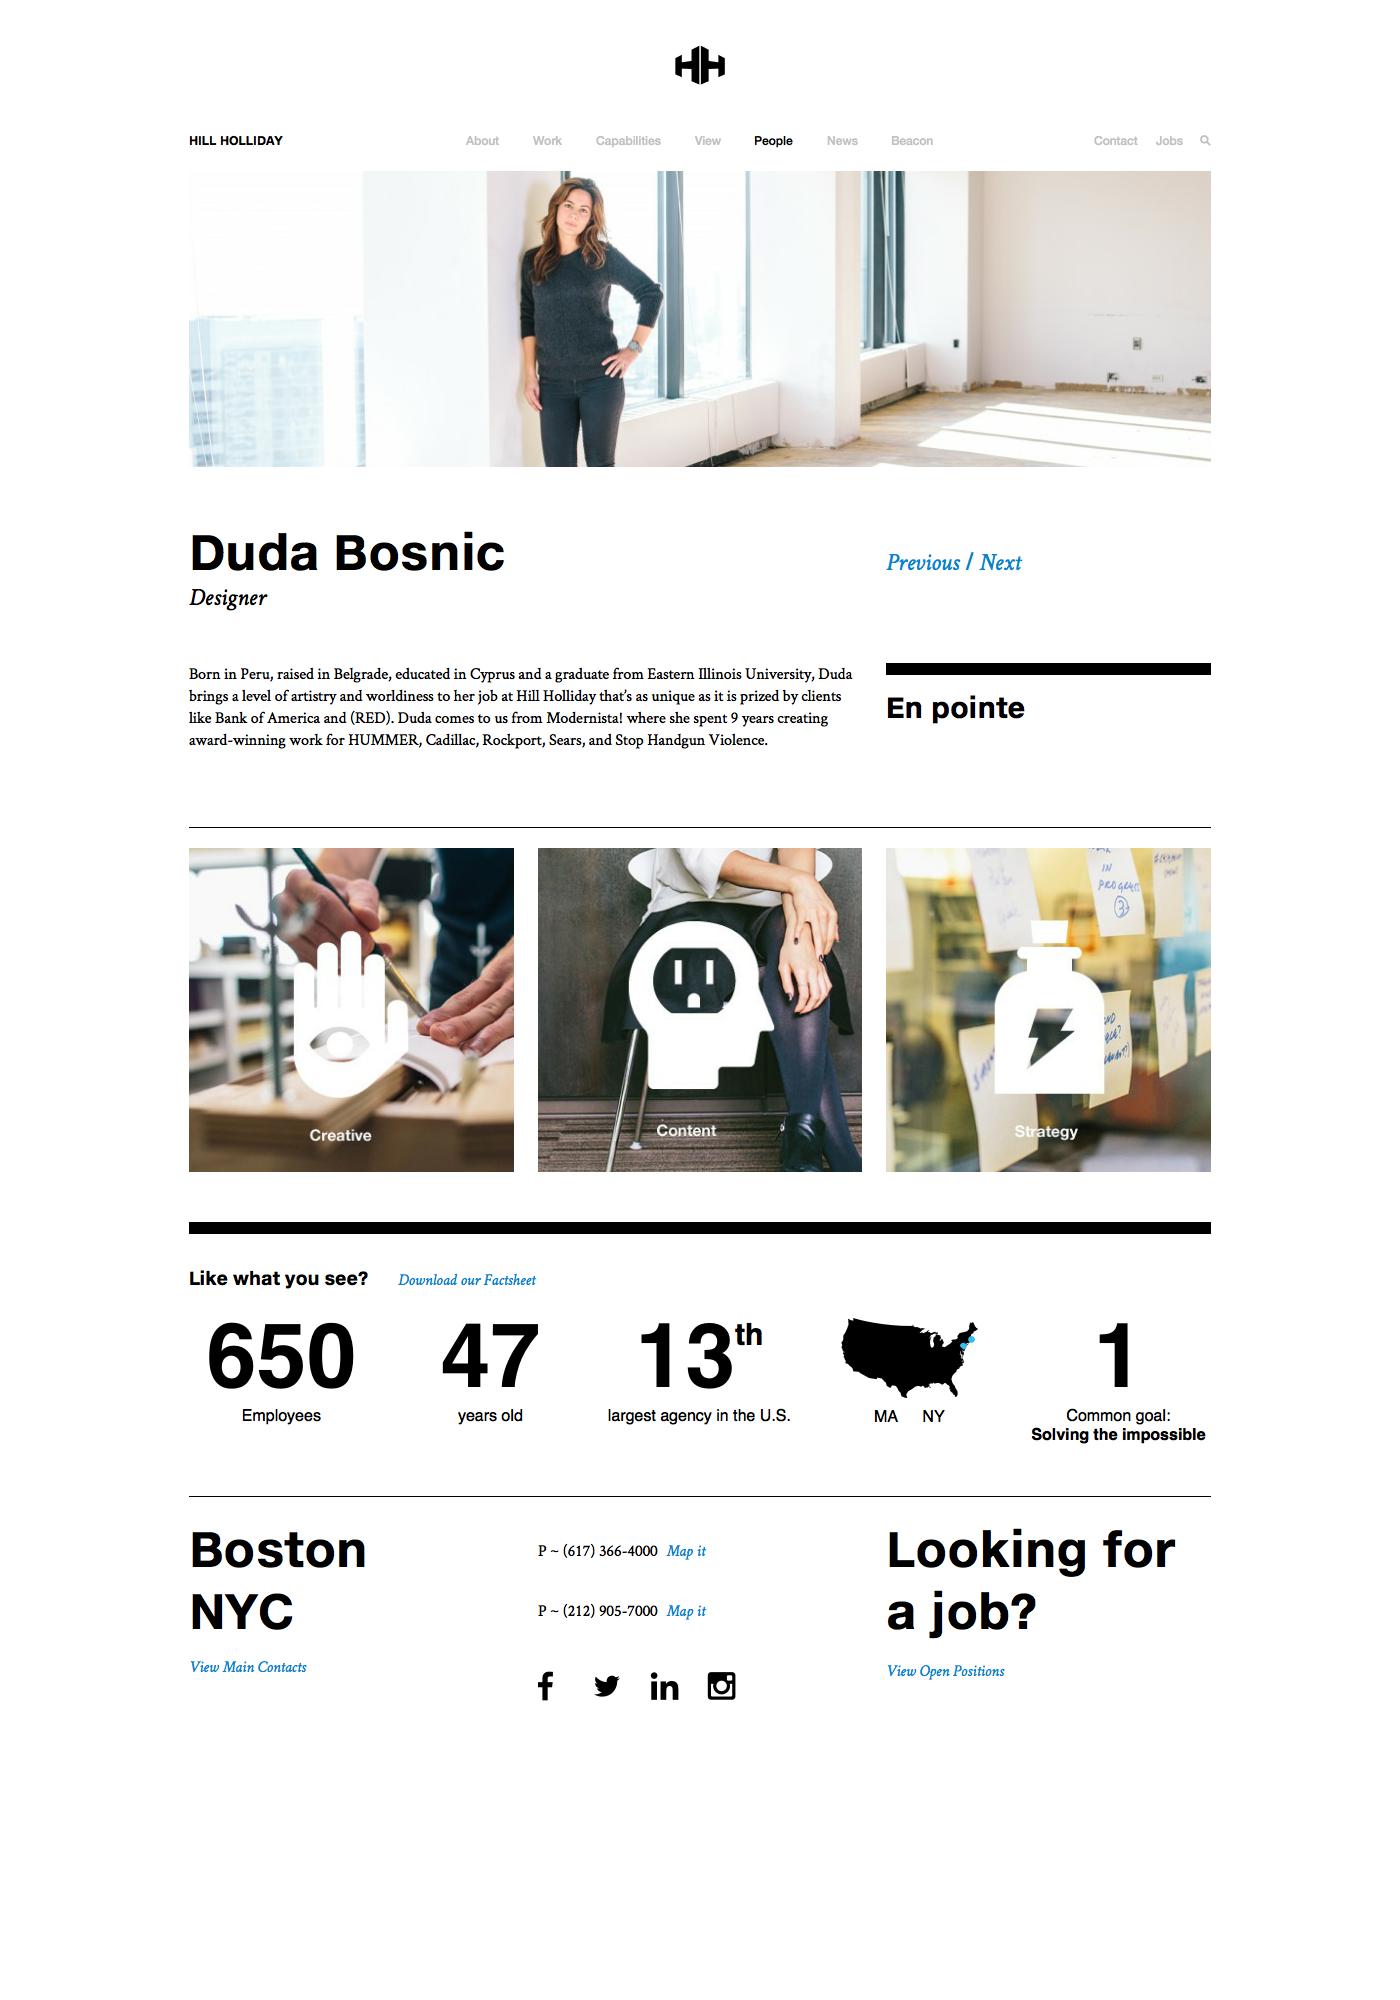 HILL HOLLIDAY
About Work Capabilities View People News Beacon
Contact Jobs
Duda Bosnic
Designer
Previous / Next
Born in Peru, raised in Belgrade, educated in Cyprus and a graduate from Eastern Illinois University, Duda
brings a level of artistry and worldiness to her job at Hill Holliday that’s as unique as it is prized by clients
like Bank of America and (RED). Duda comes to us from Modernista! where she spent 9 years creating
award-winning work for HUMMER, Cadillac, Rockport, Sears, and Stop Handgun Violence.
En pointe
Creative
Content
IN
PROGRESS
3
Strategy
Like what you see? Download our Factsheet
650
Employees
47
years old
13th
largest agency in the U.S.
MA NY
1
Common goal:
Solving the impossible
Boston
NYC
View Main Contacts
P ~ (617) 366-4000 Map it
P ~ (212) 905-7000 Map it
Looking for
a job?
View Open Positions